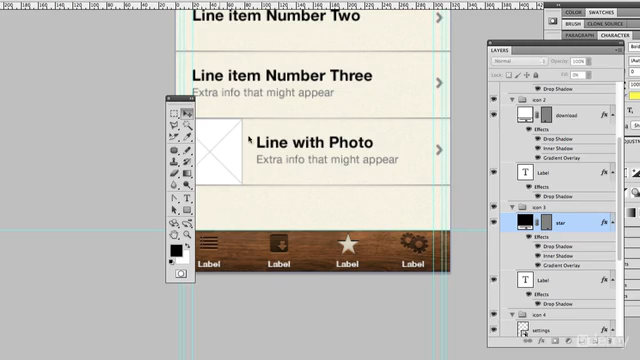 COLOR SWATCHES
BRUSH CLONE SOURCE
PARAGRAPH CHARACTER
LAYERS
Normal Opacity: 100%
Lock: Fill: 0%
Drop Shadow
icon 2
download
Effects
Drop Shadow
Inner Shadow
Gradient Overlay
T Label
Effects
Drop Shadow
icon 3
star
Effects
Drop Shadow
Inner Shadow
Gradient Overlay
T Label
Effects
Drop Shadow
icon 4
settings
Line item Number Two
Line item Number Three
Extra info that might appear
Line with Photo
Extra info that might appear
Label Label Label Label